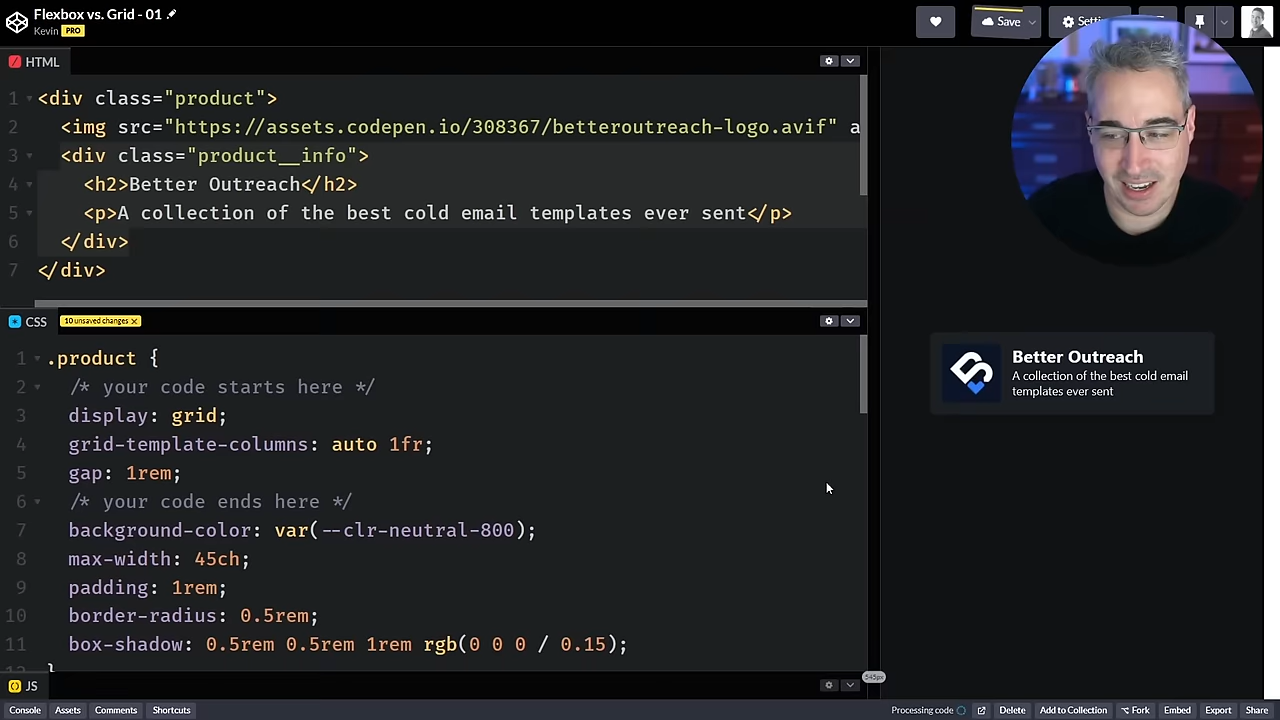 Flexbox vs. Grid - 01
Kevin PRO
Save
HTML
1 <div class="product">
2 <img src="https://assets.codepen.io/308367/betteroutreach-logo.avif" a
3 <div class="product__info">
4 <h2>Better Outreach</h2>
5 <p>A collection of the best cold email templates ever sent</p>
6 </div>
7 </div>
CSS 10 unsaved changes ×
1 .product {
2 /* your code starts here */
3 display: grid;
4 grid-template-columns: auto 1fr;
5 gap: 1rem;
6 /* your code ends here */
7 background-color: var(--clr-neutral-800);
8 max-width: 45ch;
9 padding: 1rem;
10 border-radius: 0.5rem;
11 box-shadow: 0.5rem 0.5rem 1rem rgb(0 0 0 / 0.15);
12 }
Better Outreach
A collection of the best cold email
templates ever sent
JS
545px
Console Assets Comments Shortcuts
Processing code Delete Add to Collection Fork Embed Export Share